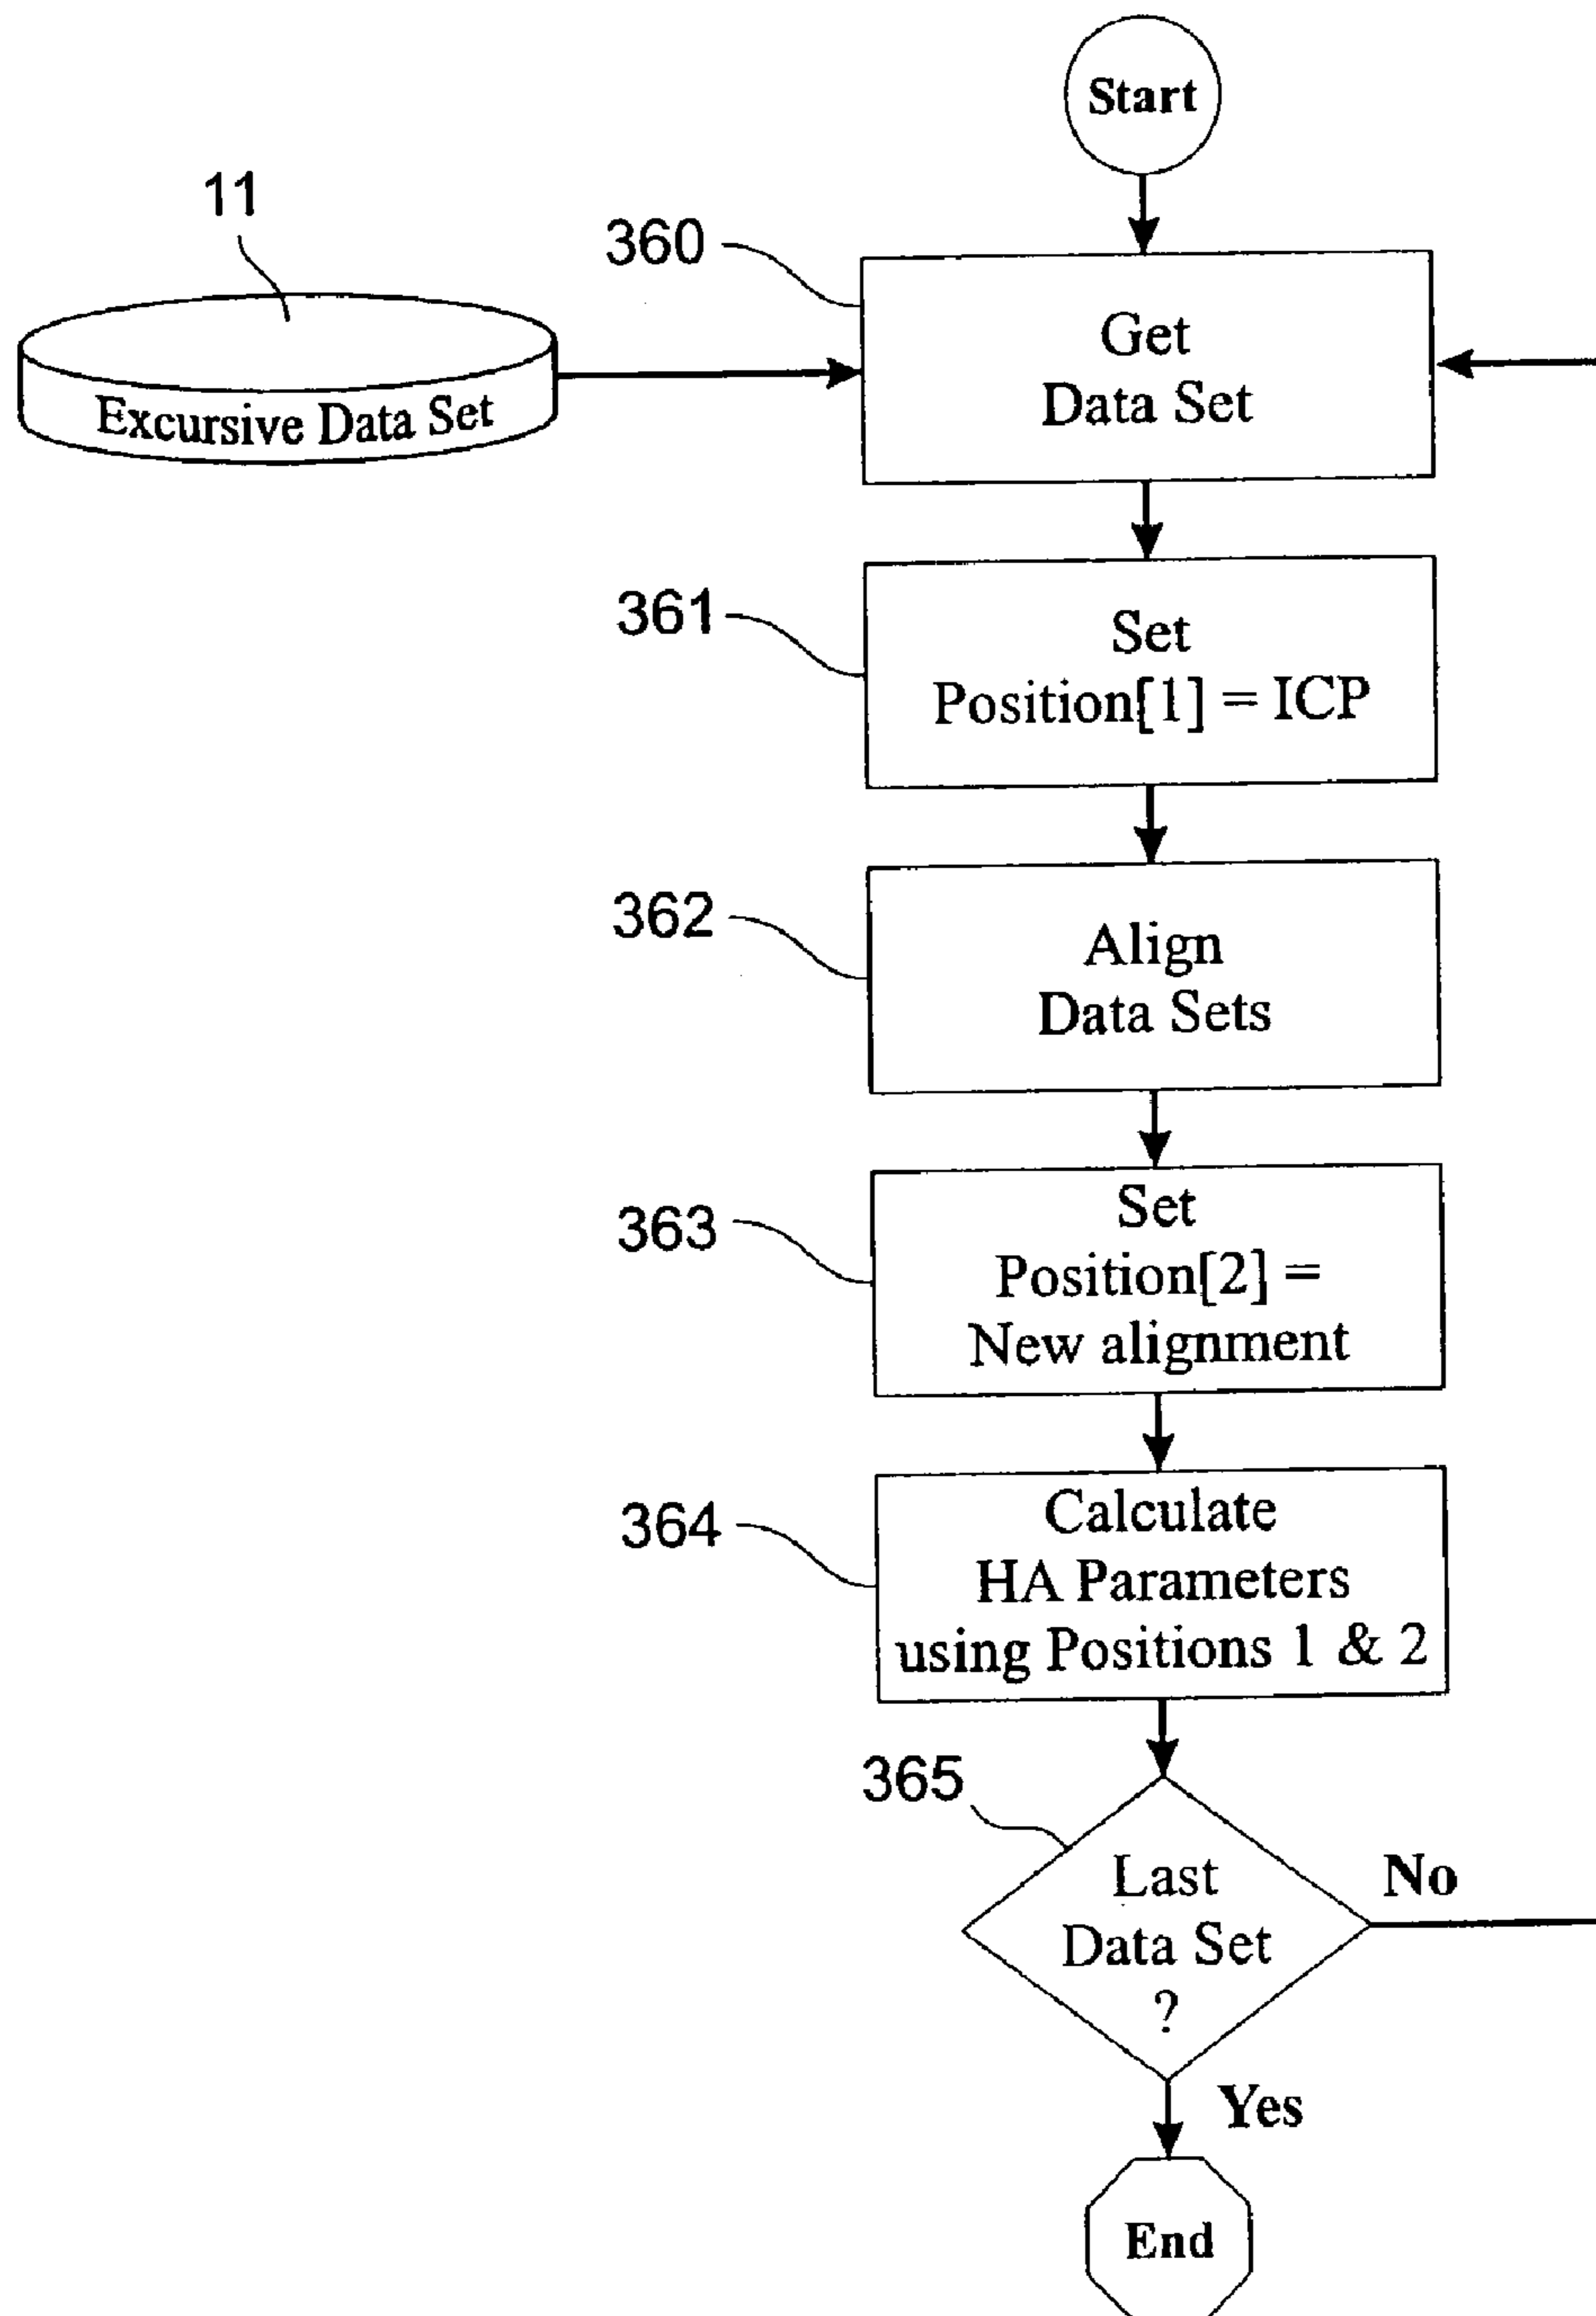 Start
11
360
Get
Data Set
Excursive Data Set
361
Set
Position[1] = ICP
362
Align
Data Sets
363
Set
Position[2] =
New alignment
364
Calculate
HA Parameters
using Positions 1 & 2
365
Last
Data Set
?
No
Yes
End